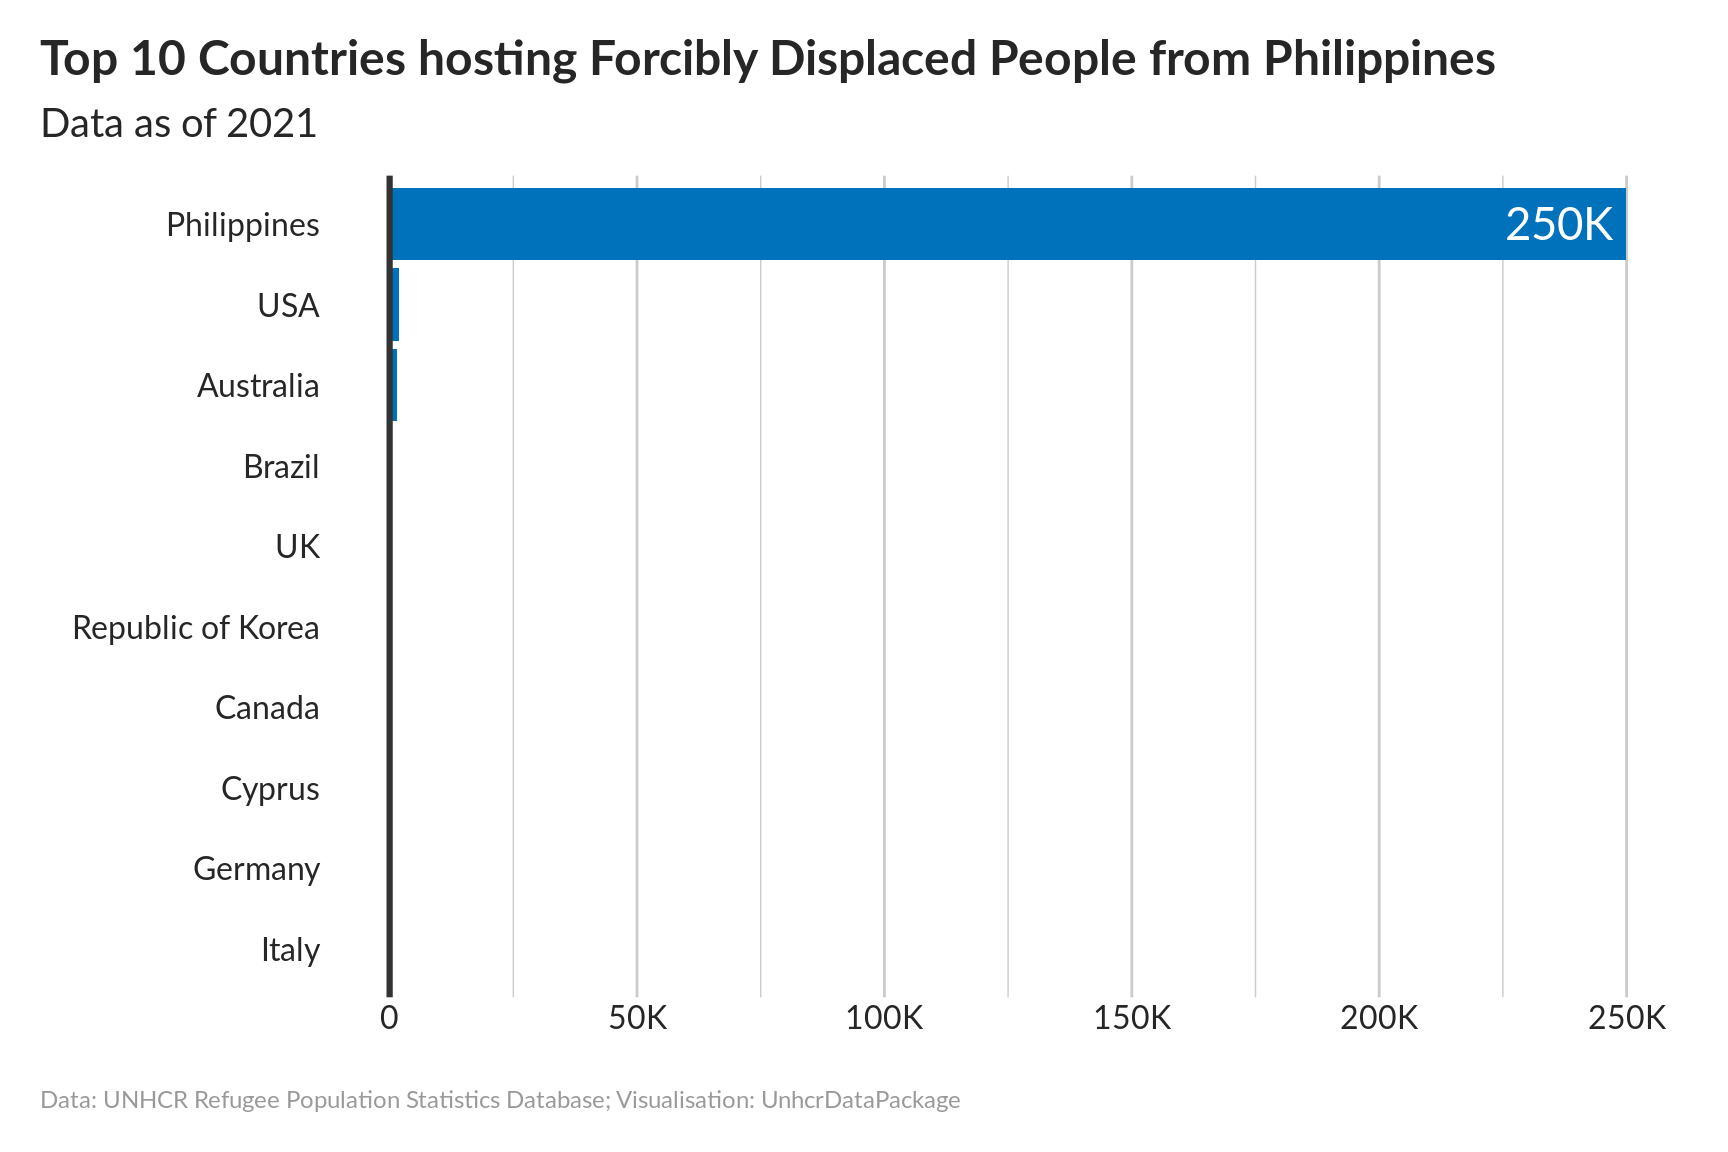 Top 10 Countries hosting Forcibly Displaced People from Philippines
Data as of 2021
Philippines
250K
USA
Australia
Brazil
UK
Republic of Korea
Canada
Cyprus
Germany
Italy
0 50K 100K 150K 200K 250K
Data: UNHCR Refugee Population Statistics Database; Visualisation: UnhcrDataPackage